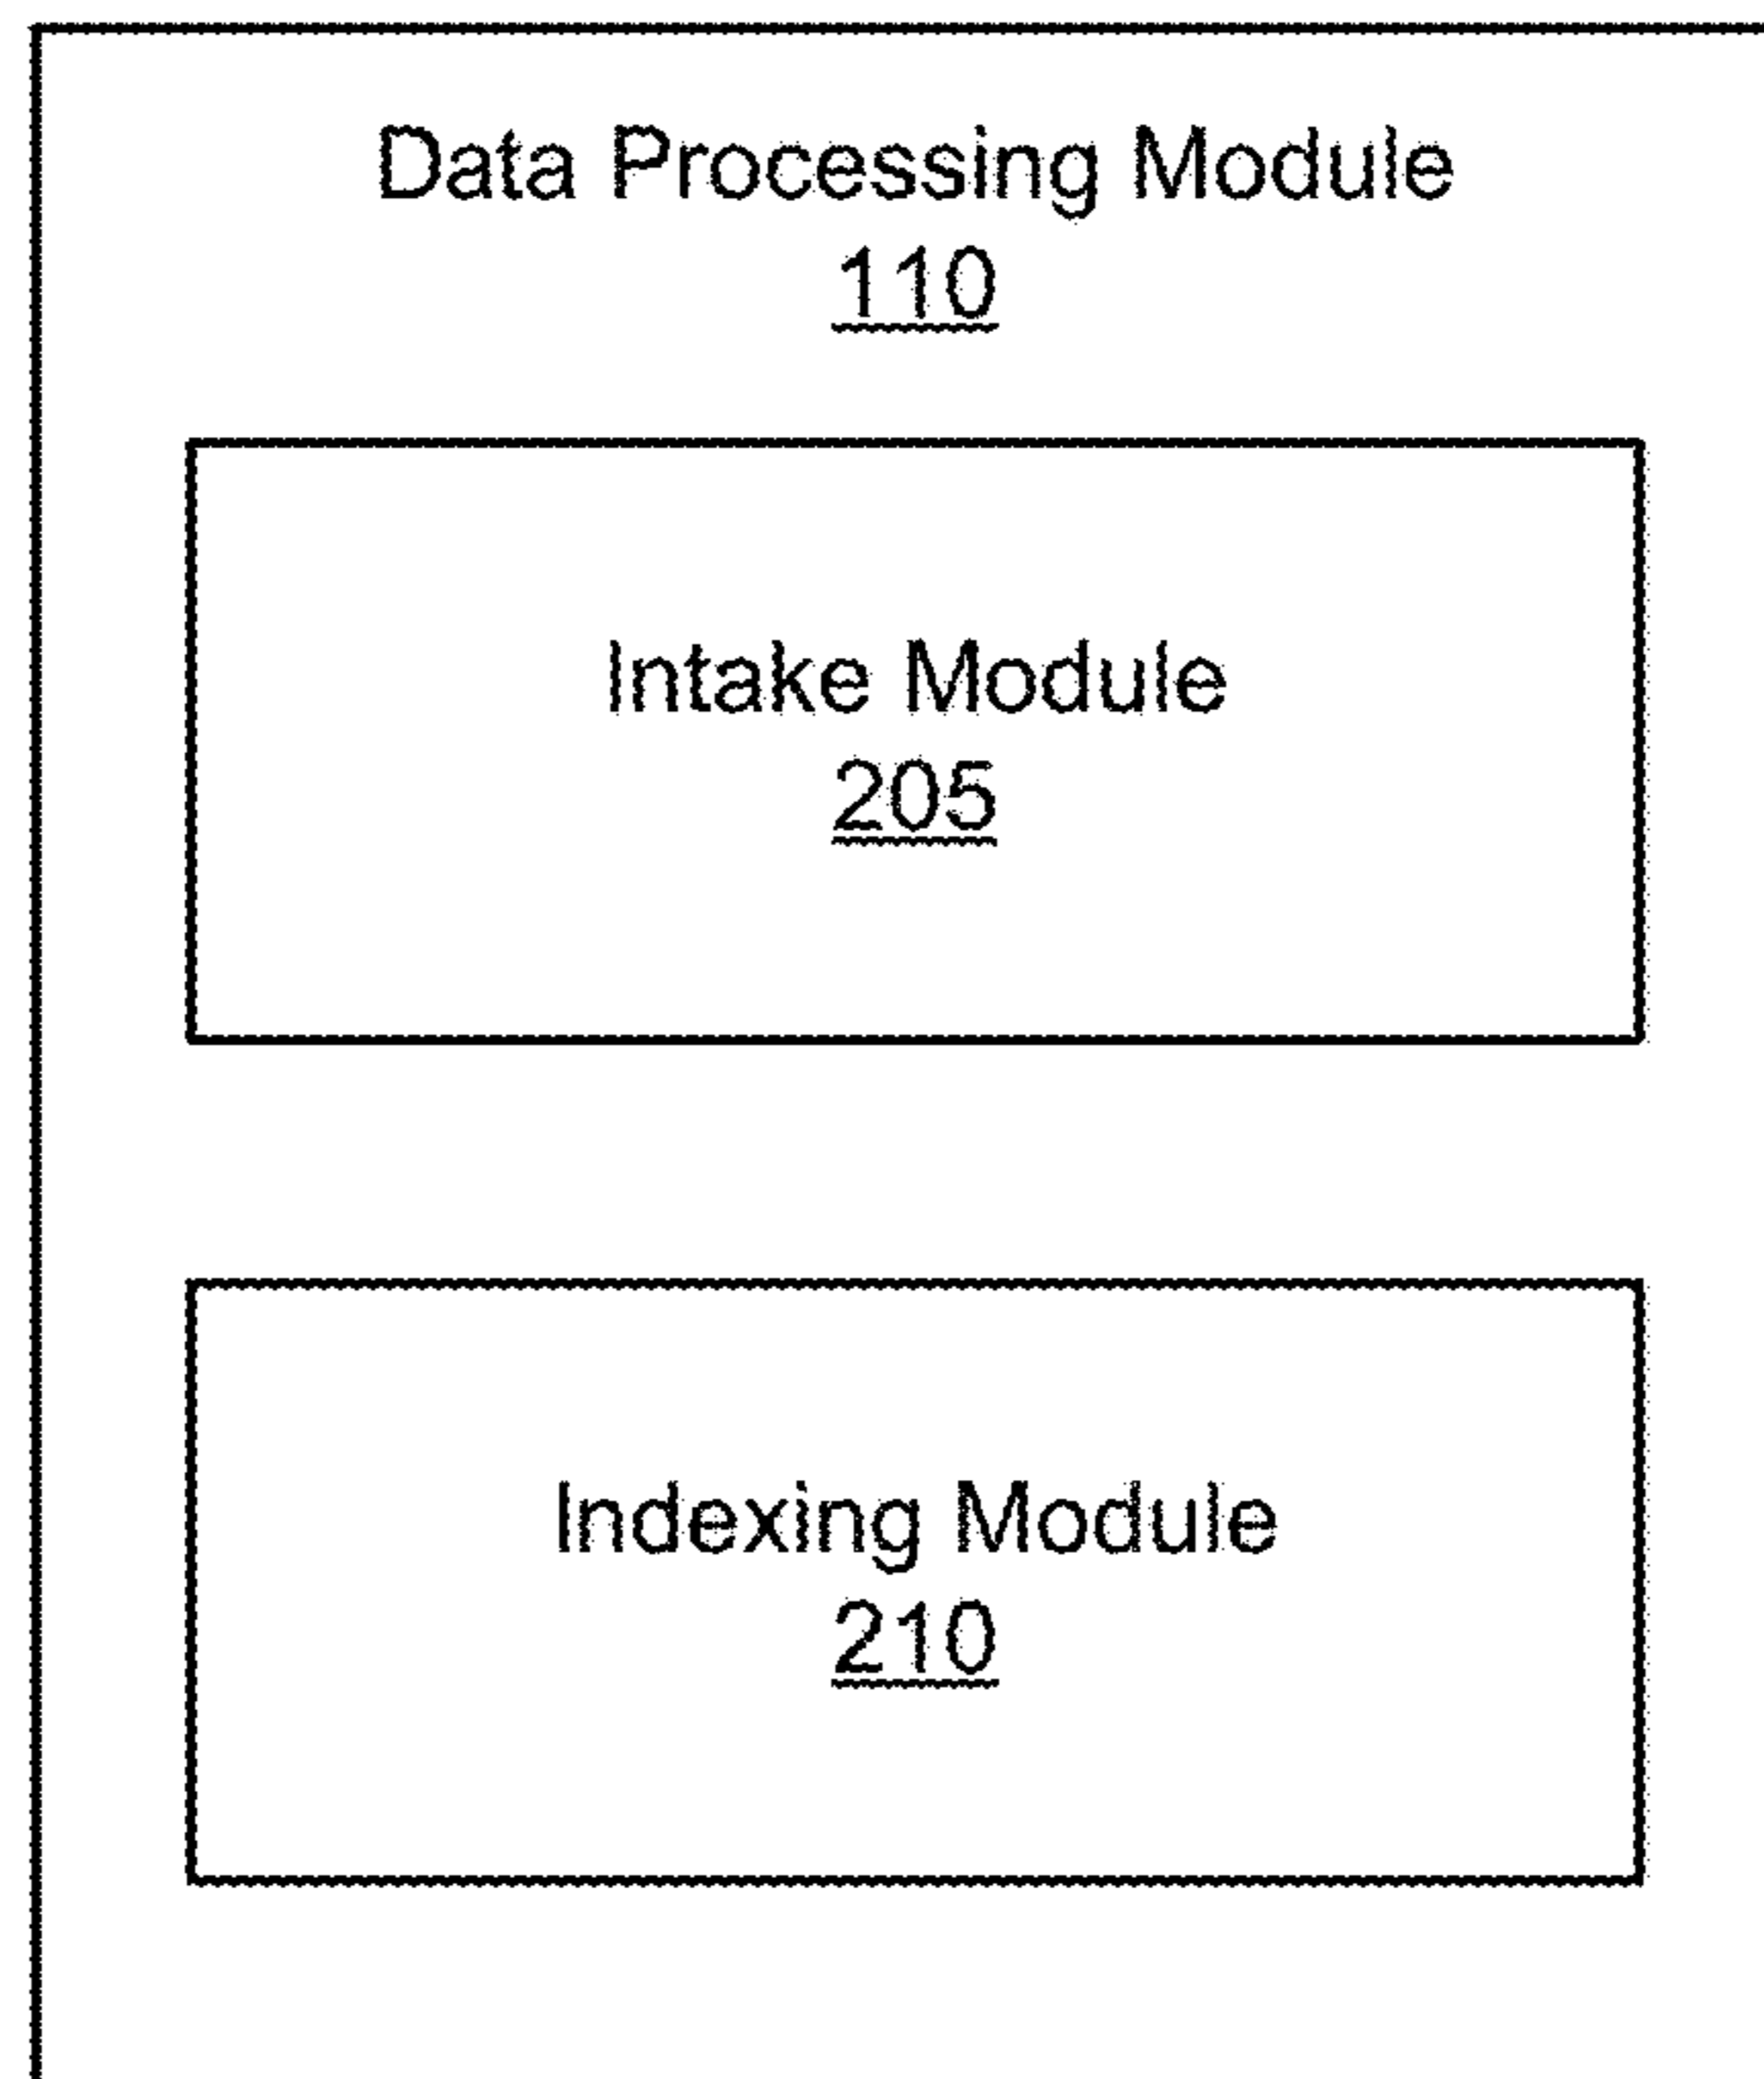 Data Processing Module
110
Intake Module
205
Indexing Module
210